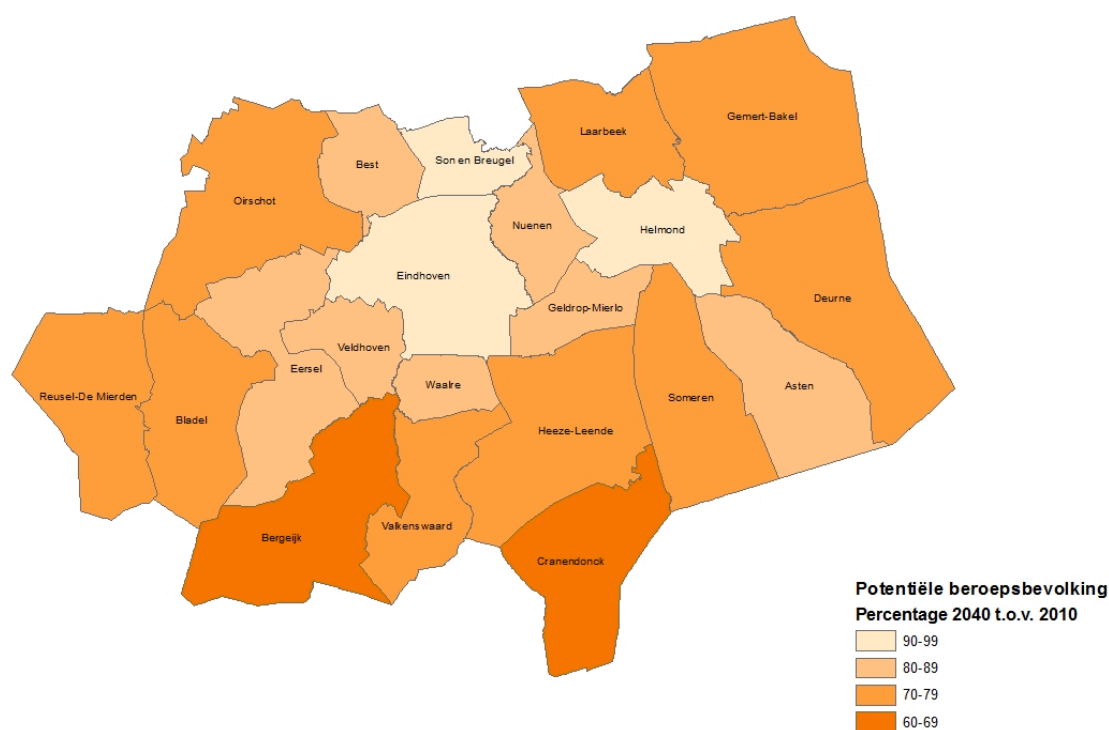 Gemert-Bakel
Laarbeek
Son en Breugel
Best
Oirschot
Nuenen
Helmond
Eindhoven
Deurne
Geldrop-Mierlo
Veldhoven
Eersel
Waalre
Asten
Reusel-De Mierden
Someren
Bladel
Heeze-Leende
Valkenswaard
Bergeijk
Cranendonck
Potentiële beroepsbevolking
Percentage 2040 t.o.v. 2010
90-99
80-89
70-79
60-69